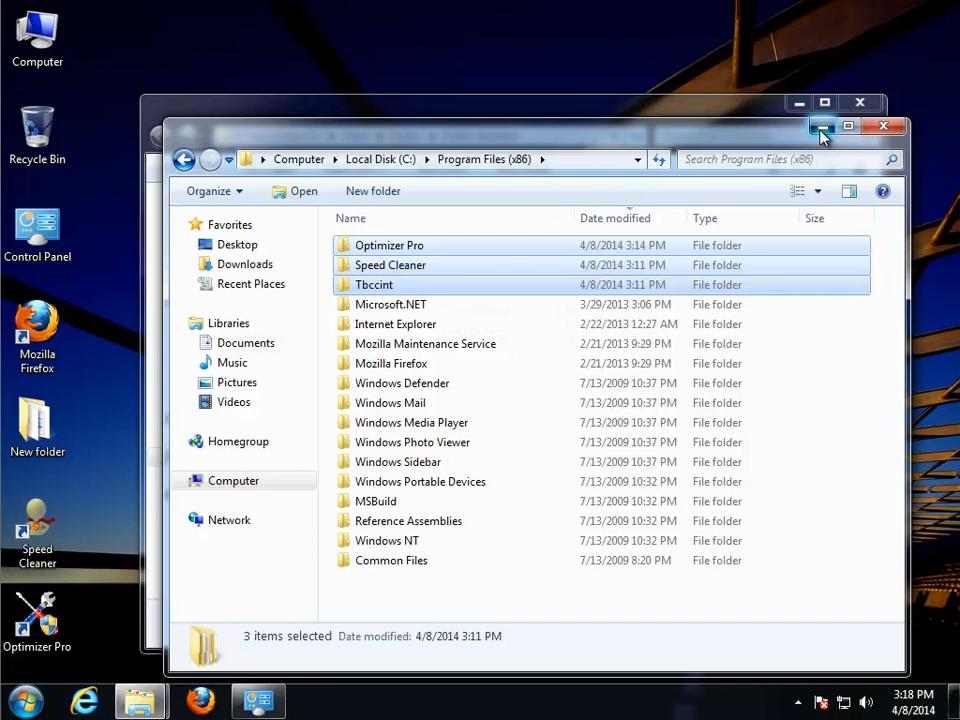 Computer
Recycle Bin
Control Panel
Mozilla
Firefox
New folder
Speed
Cleaner
Optimizer Pro
Computer Local Disk (C:) Program Files (x86)
Search Program Files (x86)
Organize Open New folder
Favorites
Desktop
Downloads
Recent Places
Libraries
Documents
Music
Pictures
Videos
Homegroup
Computer
Network
Name Date modified Type Size
Optimizer Pro 4/8/2014 3:14 PM File folder
Speed Cleaner 4/8/2014 3:11 PM File folder
Tbccint 4/8/2014 3:11 PM File folder
Microsoft.NET 3/29/2013 3:06 PM File folder
Internet Explorer 2/22/2013 12:27 AM File folder
Mozilla Maintenance Service 2/21/2013 9:29 PM File folder
Mozilla Firefox 2/21/2013 9:29 PM File folder
Windows Defender 7/13/2009 10:37 PM File folder
Windows Mail 7/13/2009 10:37 PM File folder
Windows Media Player 7/13/2009 10:37 PM File folder
Windows Photo Viewer 7/13/2009 10:37 PM File folder
Windows Sidebar 7/13/2009 10:37 PM File folder
Windows Portable Devices 7/13/2009 10:32 PM File folder
MSBuild 7/13/2009 10:32 PM File folder
Reference Assemblies 7/13/2009 10:32 PM File folder
Windows NT 7/13/2009 10:32 PM File folder
Common Files 7/13/2009 8:20 PM File folder
3 items selected Date modified: 4/8/2014 3:11 PM
3:18 PM
4/8/2014